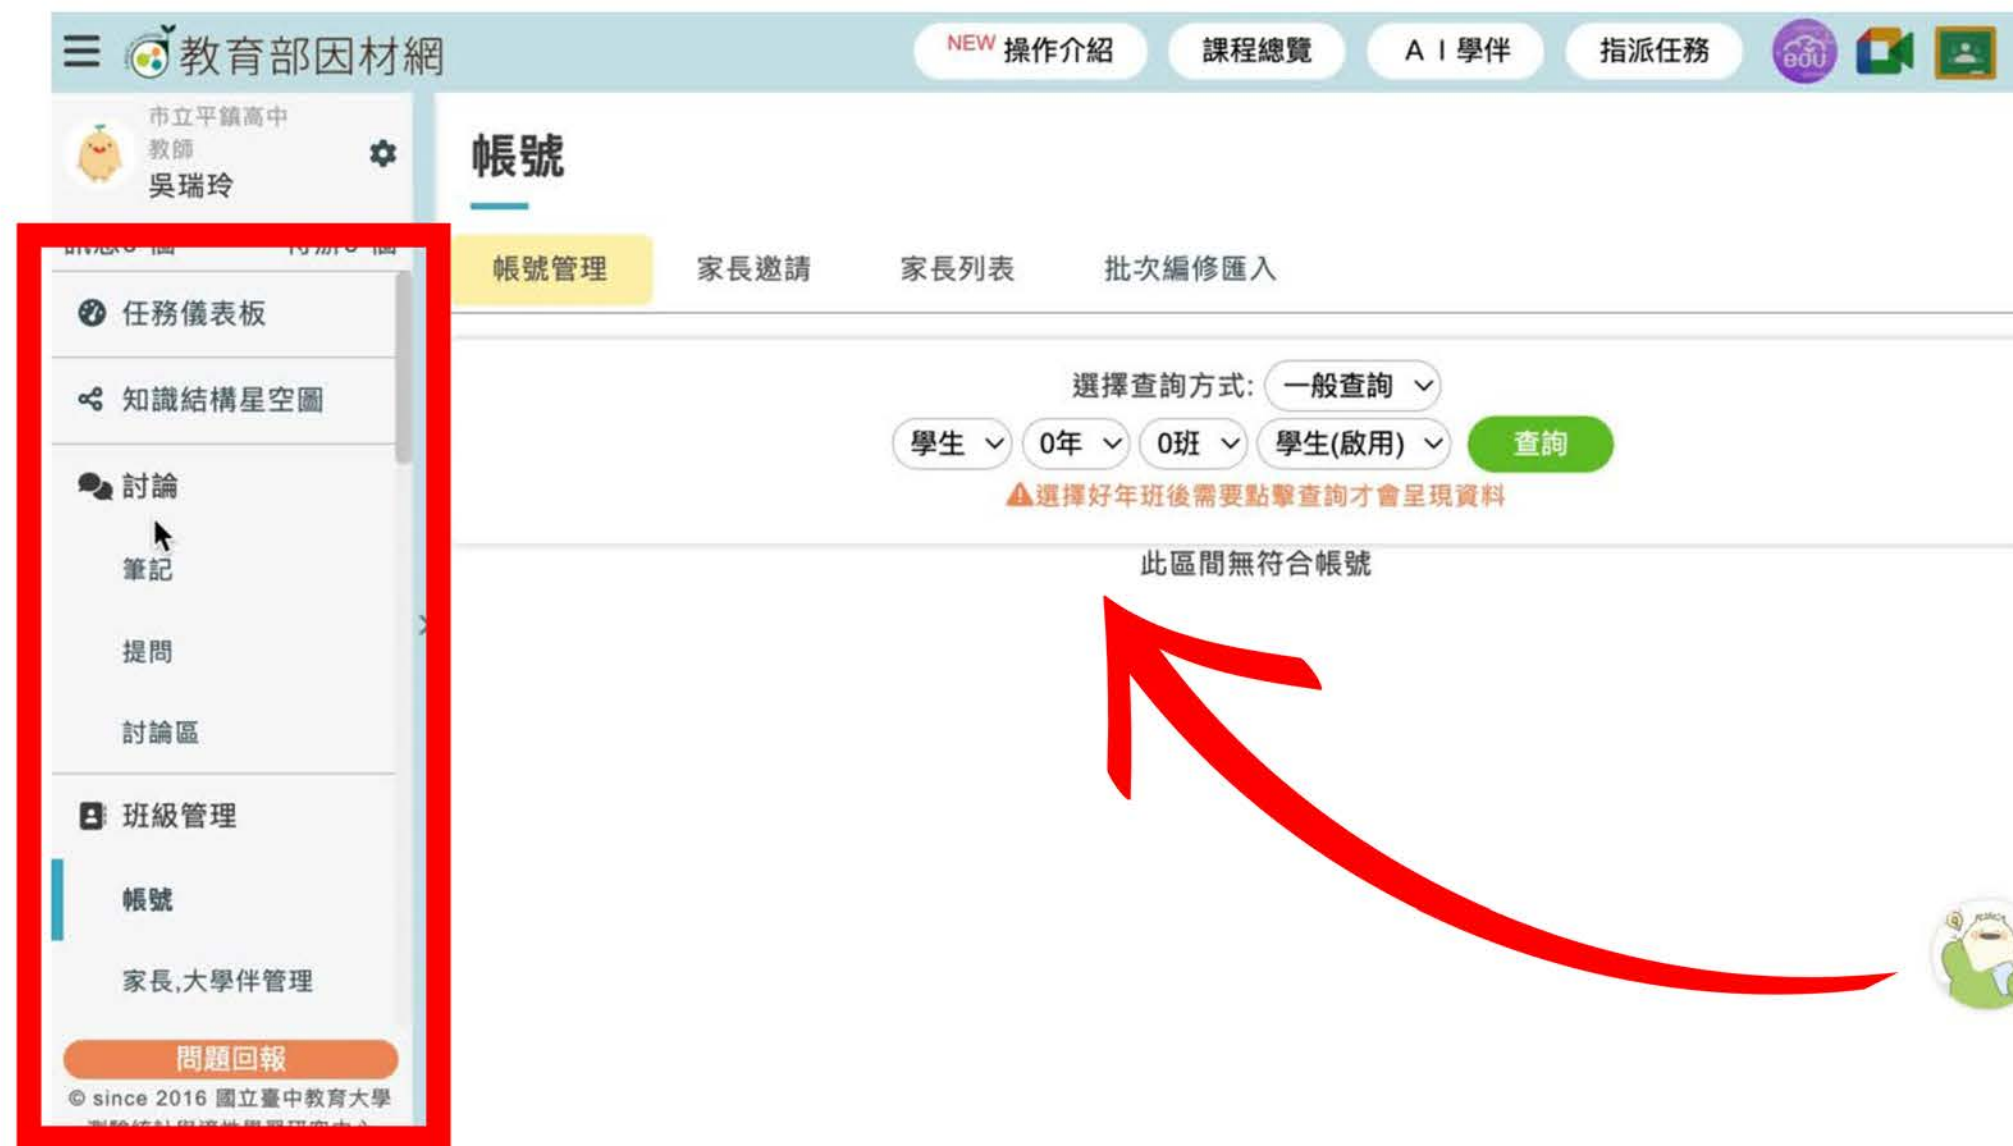 教育部因材網
NEW 操作介紹
課程總覽
AI學伴
指派任務
edu
市立平鎮高中
教師
吳瑞玲
任務儀表板
知識結構星空圖
討論
筆記
提問
討論區
班級管理
帳號
家長,大學伴管理
問題回報
© since 2016 國立臺中教育大學
帳號
帳號管理
家長邀請
家長列表
批次編修匯入
選擇查詢方式: 一般查詢
學生 0年 0班 學生(啟用) 查詢
選擇好年班後需要點擊查詢才會呈現資料
此區間無符合帳號